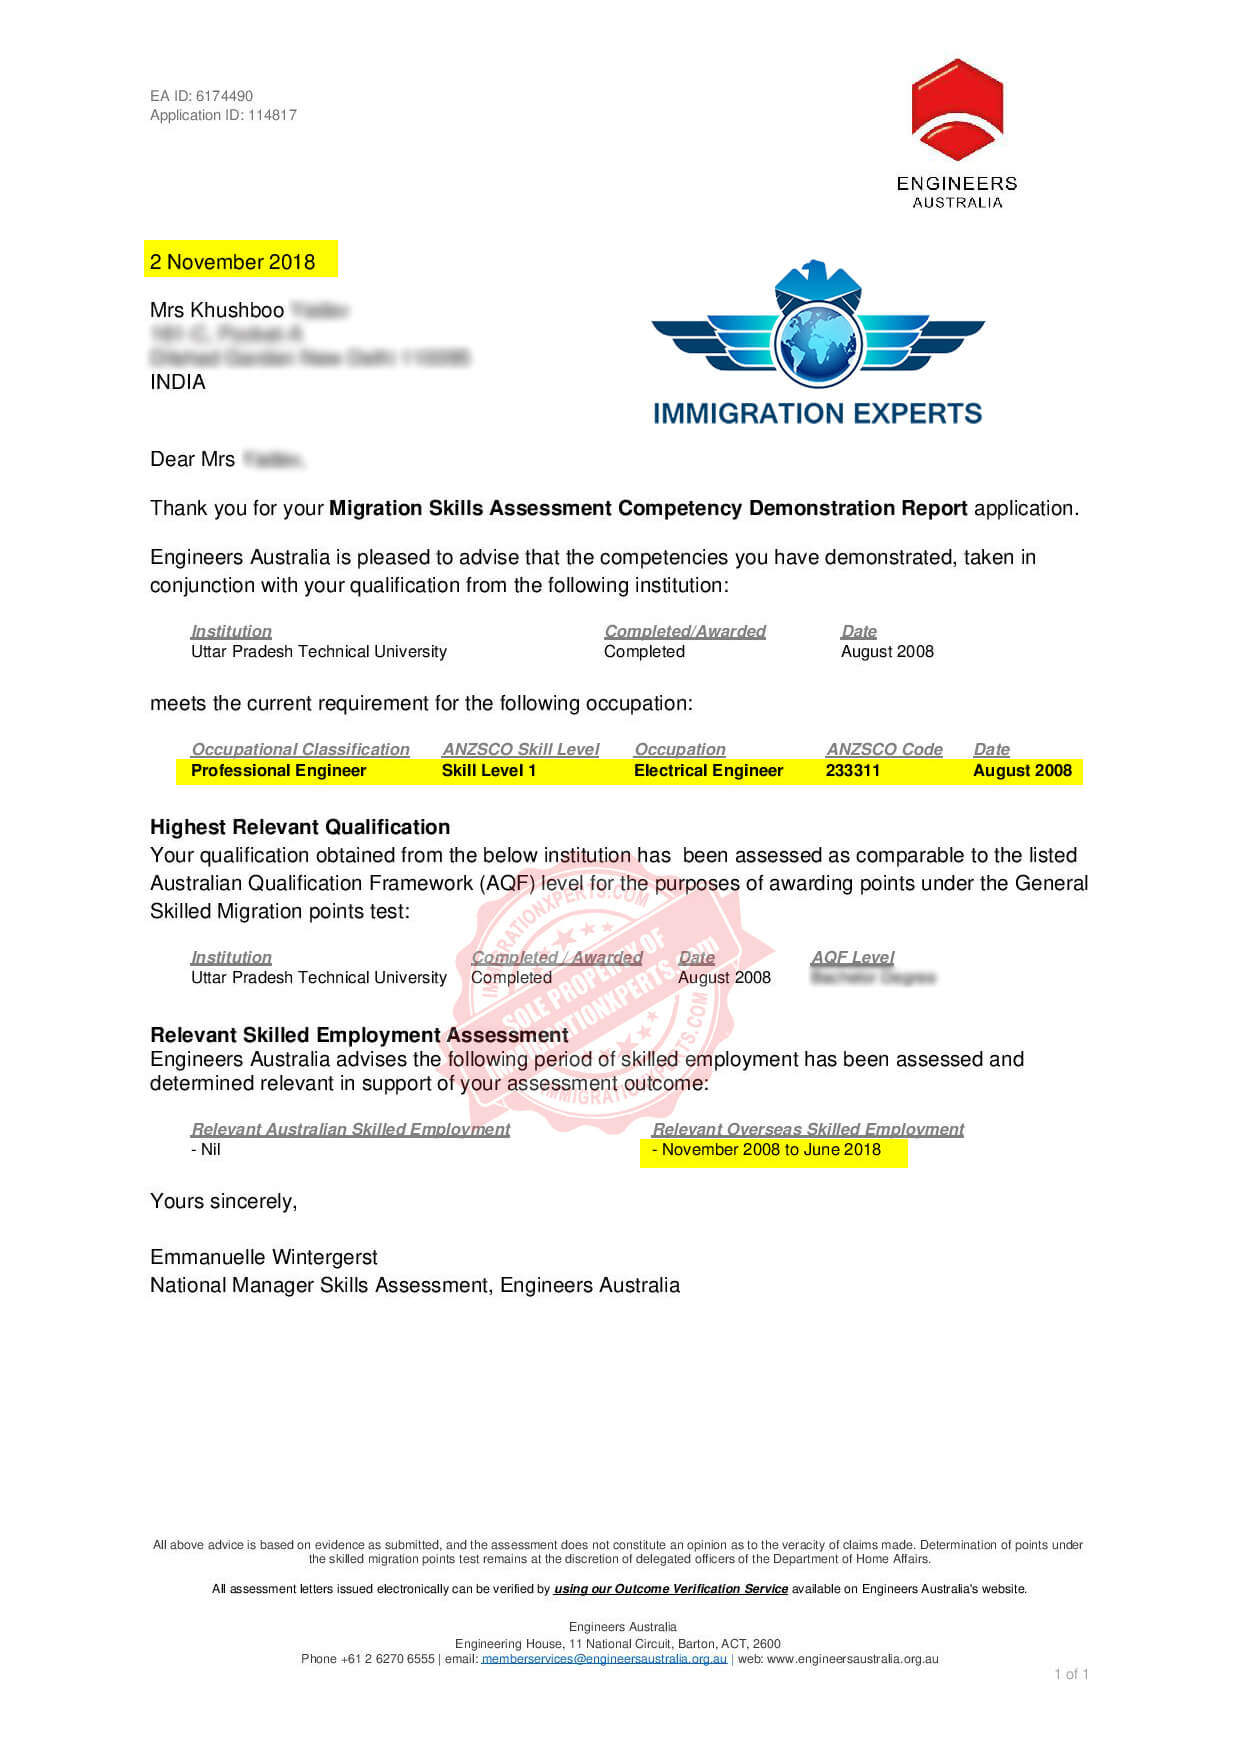 EA ID: 6174490
Application ID: 114817
ENGINEERS
AUSTRALIA
2 November 2018
Mrs Khushboo
INDIA
IMMIGRATION EXPERTS
Dear Mrs
Thank you for your Migration Skills Assessment Competency Demonstration Report application.
Engineers Australia is pleased to advise that the competencies you have demonstrated, taken in
conjunction with your qualification from the following institution:
Institution Completed/Awarded Date
Uttar Pradesh Technical University Completed August 2008
meets the current requirement for the following occupation:
Occupational Classification ANZSCO Skill Level Occupation ANZSCO Code Date
Professional Engineer Skill Level 1 Electrical Engineer 233311 August 2008
Highest Relevant Qualification
Your qualification obtained from the below institution has been assessed as comparable to the listed
Australian Qualification Framework (AQF) level for the purposes of awarding points under the General
Skilled Migration points test:
Institution Completed / Awarded Date AQF Level
Uttar Pradesh Technical University Completed August 2008
IMMIGRATIONXPERTS.COM
SOLE PROPERTY OF
IMMIGRATIONXPERTS.com
IMMIGRATIONXPERTS.COM
Relevant Skilled Employment Assessment
Engineers Australia advises the following period of skilled employment has been assessed and
determined relevant in support of your assessment outcome:
Relevant Australian Skilled Employment Relevant Overseas Skilled Employment
- Nil - November 2008 to June 2018
Yours sincerely,
Emmanuelle Wintergerst
National Manager Skills Assessment, Engineers Australia
All above advice is based on evidence as submitted, and the assessment does not constitute an opinion as to the veracity of claims made. Determination of points under
the skilled migration points test remains at the discretion of delegated officers of the Department of Home Affairs.
All assessment letters issued electronically can be verified by using our Outcome Verification Service available on Engineers Australia's website.
Engineers Australia
Engineering House, 11 National Circuit, Barton, ACT, 2600
Phone +61 2 6270 6555 | email: memberservices@engineersaustralia.org.au | web: www.engineersaustralia.org.au
1 of 1